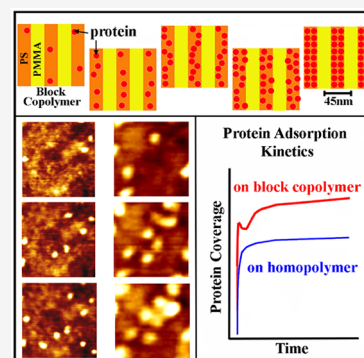 protein
PS
PMMA
Block
Copolymer
45nm
Protein Adsorption
Kinetics
on block copolymer
on homopolymer
Protein Coverage
Time